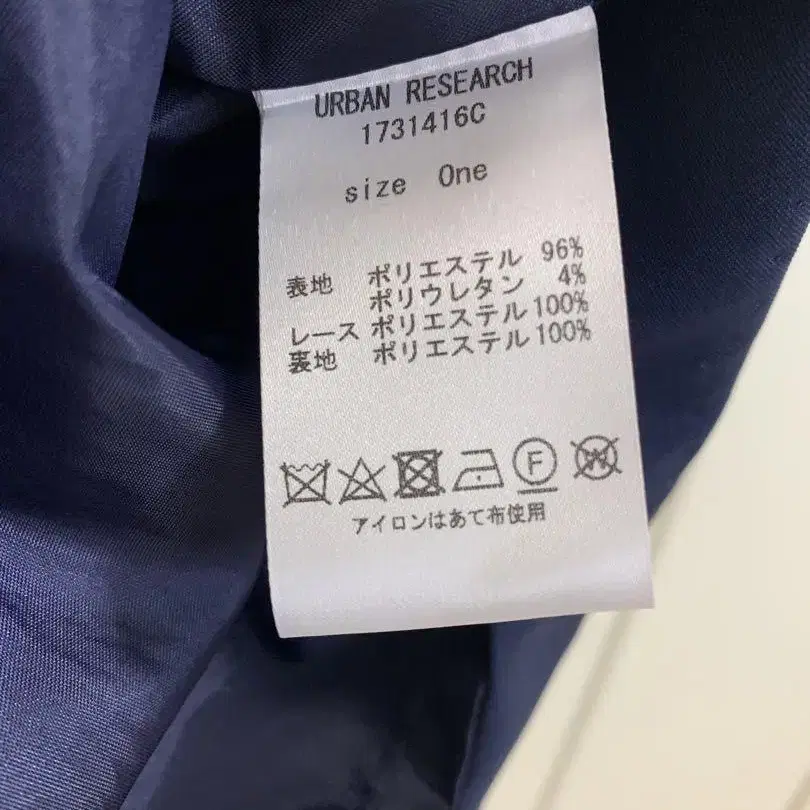 URBAN RESEARCH
1731416C
size One
表地 ポリエステル 96%
ポリウレタン 4%
レース ポリエステル 100%
裏地 ポリエステル 100%
F W
アイロンはあて布使用